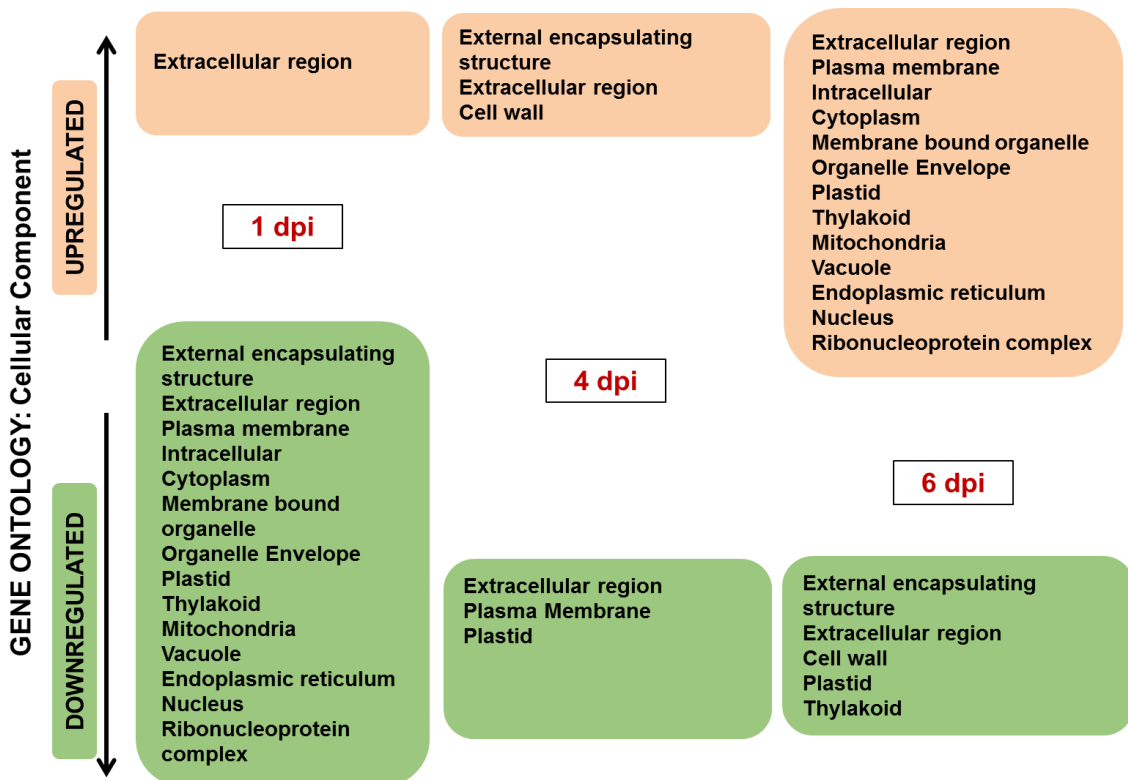 GENE ONTOLOGY: Cellular Component
UPREGULATED
Extracellular region
External encapsulating
structure
Extracellular region
Cell wall
Extracellular region
Plasma membrane
Intracellular
Cytoplasm
Membrane bound organelle
Organelle Envelope
Plastid
Thylakoid
Mitochondria
Vacuole
Endoplasmic reticulum
Nucleus
Ribonucleoprotein complex
1 dpi
4 dpi
6 dpi
DOWNREGULATED
External encapsulating
structure
Extracellular region
Plasma membrane
Intracellular
Cytoplasm
Membrane bound
organelle
Organelle Envelope
Plastid
Thylakoid
Mitochondria
Vacuole
Endoplasmic reticulum
Nucleus
Ribonucleoprotein
complex
Extracellular region
Plasma Membrane
Plastid
External encapsulating
structure
Extracellular region
Cell wall
Plastid
Thylakoid